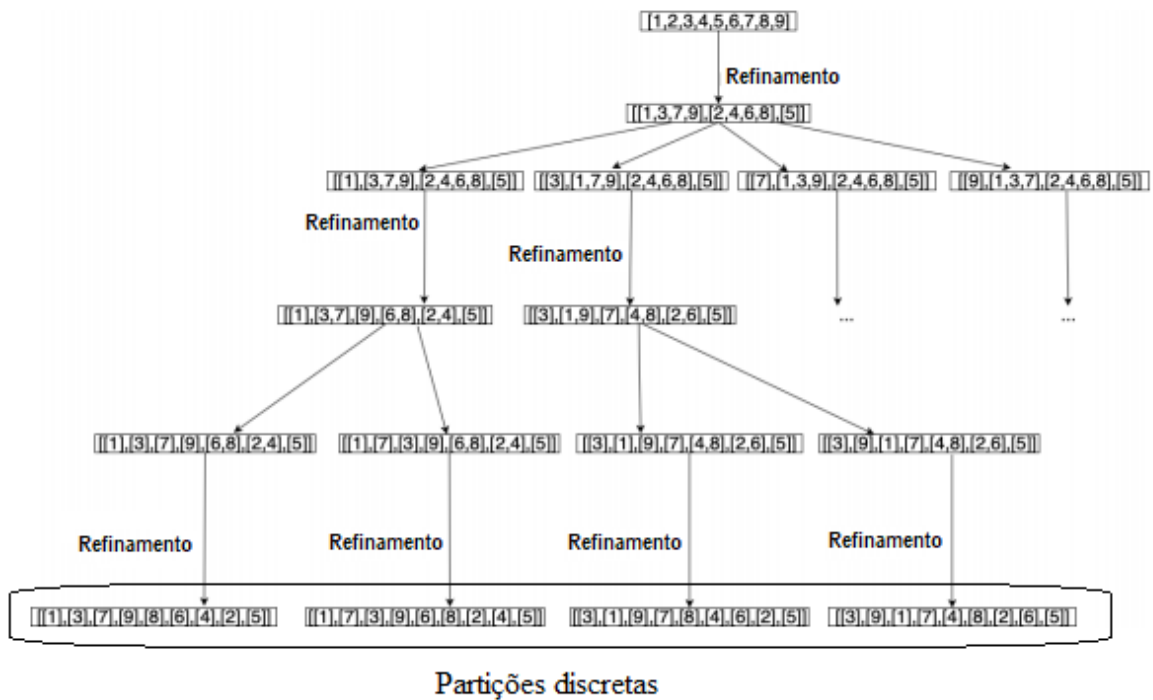 [1,2,3,4,5,6,7,8,9]
Refinamento
[[1,3,7,9],[2,4,6,8],[5]]
[[1],[3,7,9],[2,4,6,8],[5]]
[[3],[1,7,9],[2,4,6,8],[5]]
[[7],[1,3,9],[2,4,6,8],[5]]
[[9],[1,3,7],[2,4,6,8],[5]]
Refinamento
Refinamento
[[1],[3,7],[9],[6,8],[2,4],[5]]
[[3],[1,9],[7],[4,8],[2,6],[5]]
...
...
[[1],[3],[7],[9],[6,8],[2,4],[5]]
[[1],[7],[3],[9],[6,8],[2,4],[5]]
[[3],[1],[9],[7],[4,8],[2,6],[5]]
[[3],[9],[1],[7],[4,8],[2,6],[5]]
Refinamento
Refinamento
Refinamento
Refinamento
[[1],[3],[7],[9],[8],[6],[4],[2],[5]]
[[1],[7],[3],[9],[6],[8],[2],[4],[5]]
[[3],[1],[9],[7],[8],[4],[6],[2],[5]]
[[3],[9],[1],[7],[4],[8],[2],[6],[5]]
Partições discretas